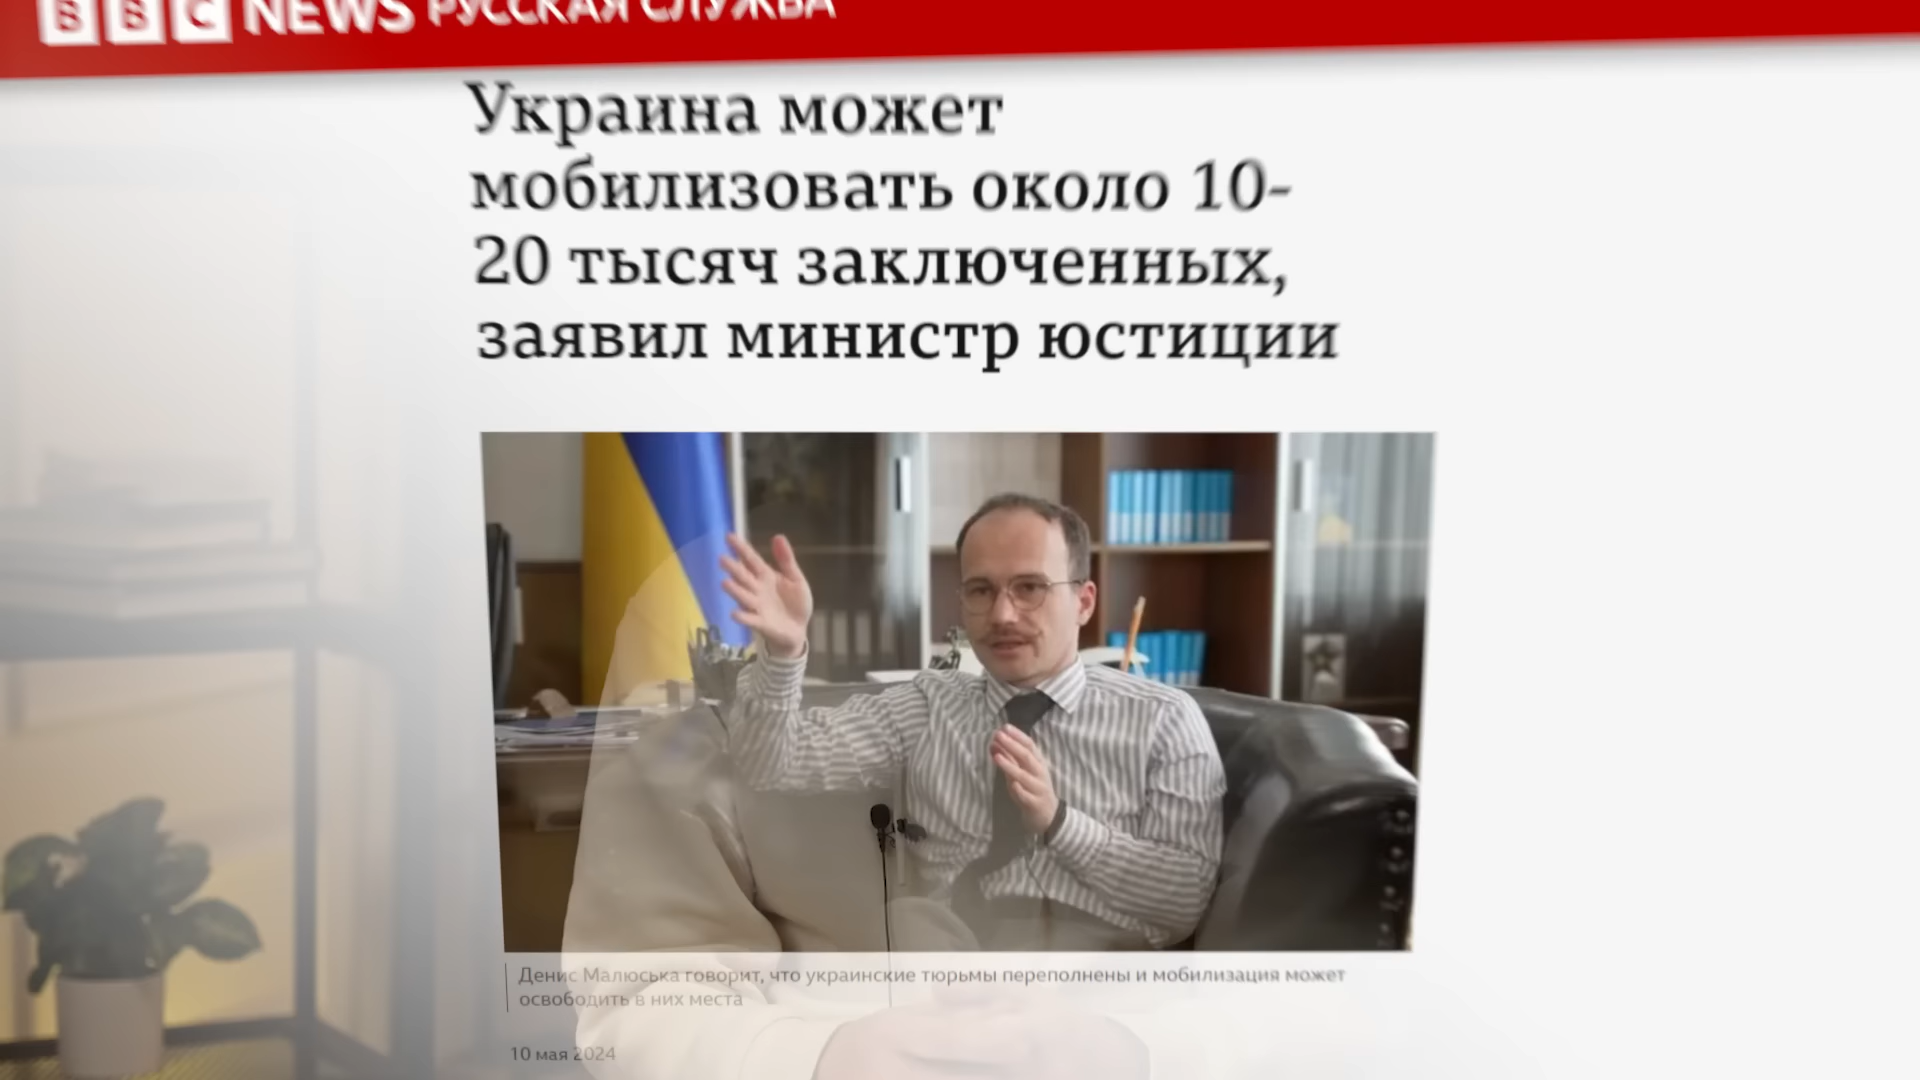 BBC NEWS РУССКАЯ СЛУЖБА
Украина может
мобилизовать около 10-
20 тысяч заключенных,
заявил министр юстиции
Денис Малюська говорит, что украинские тюрьмы переполнены и мобилизация может
освободить в них места
10 мая 2024